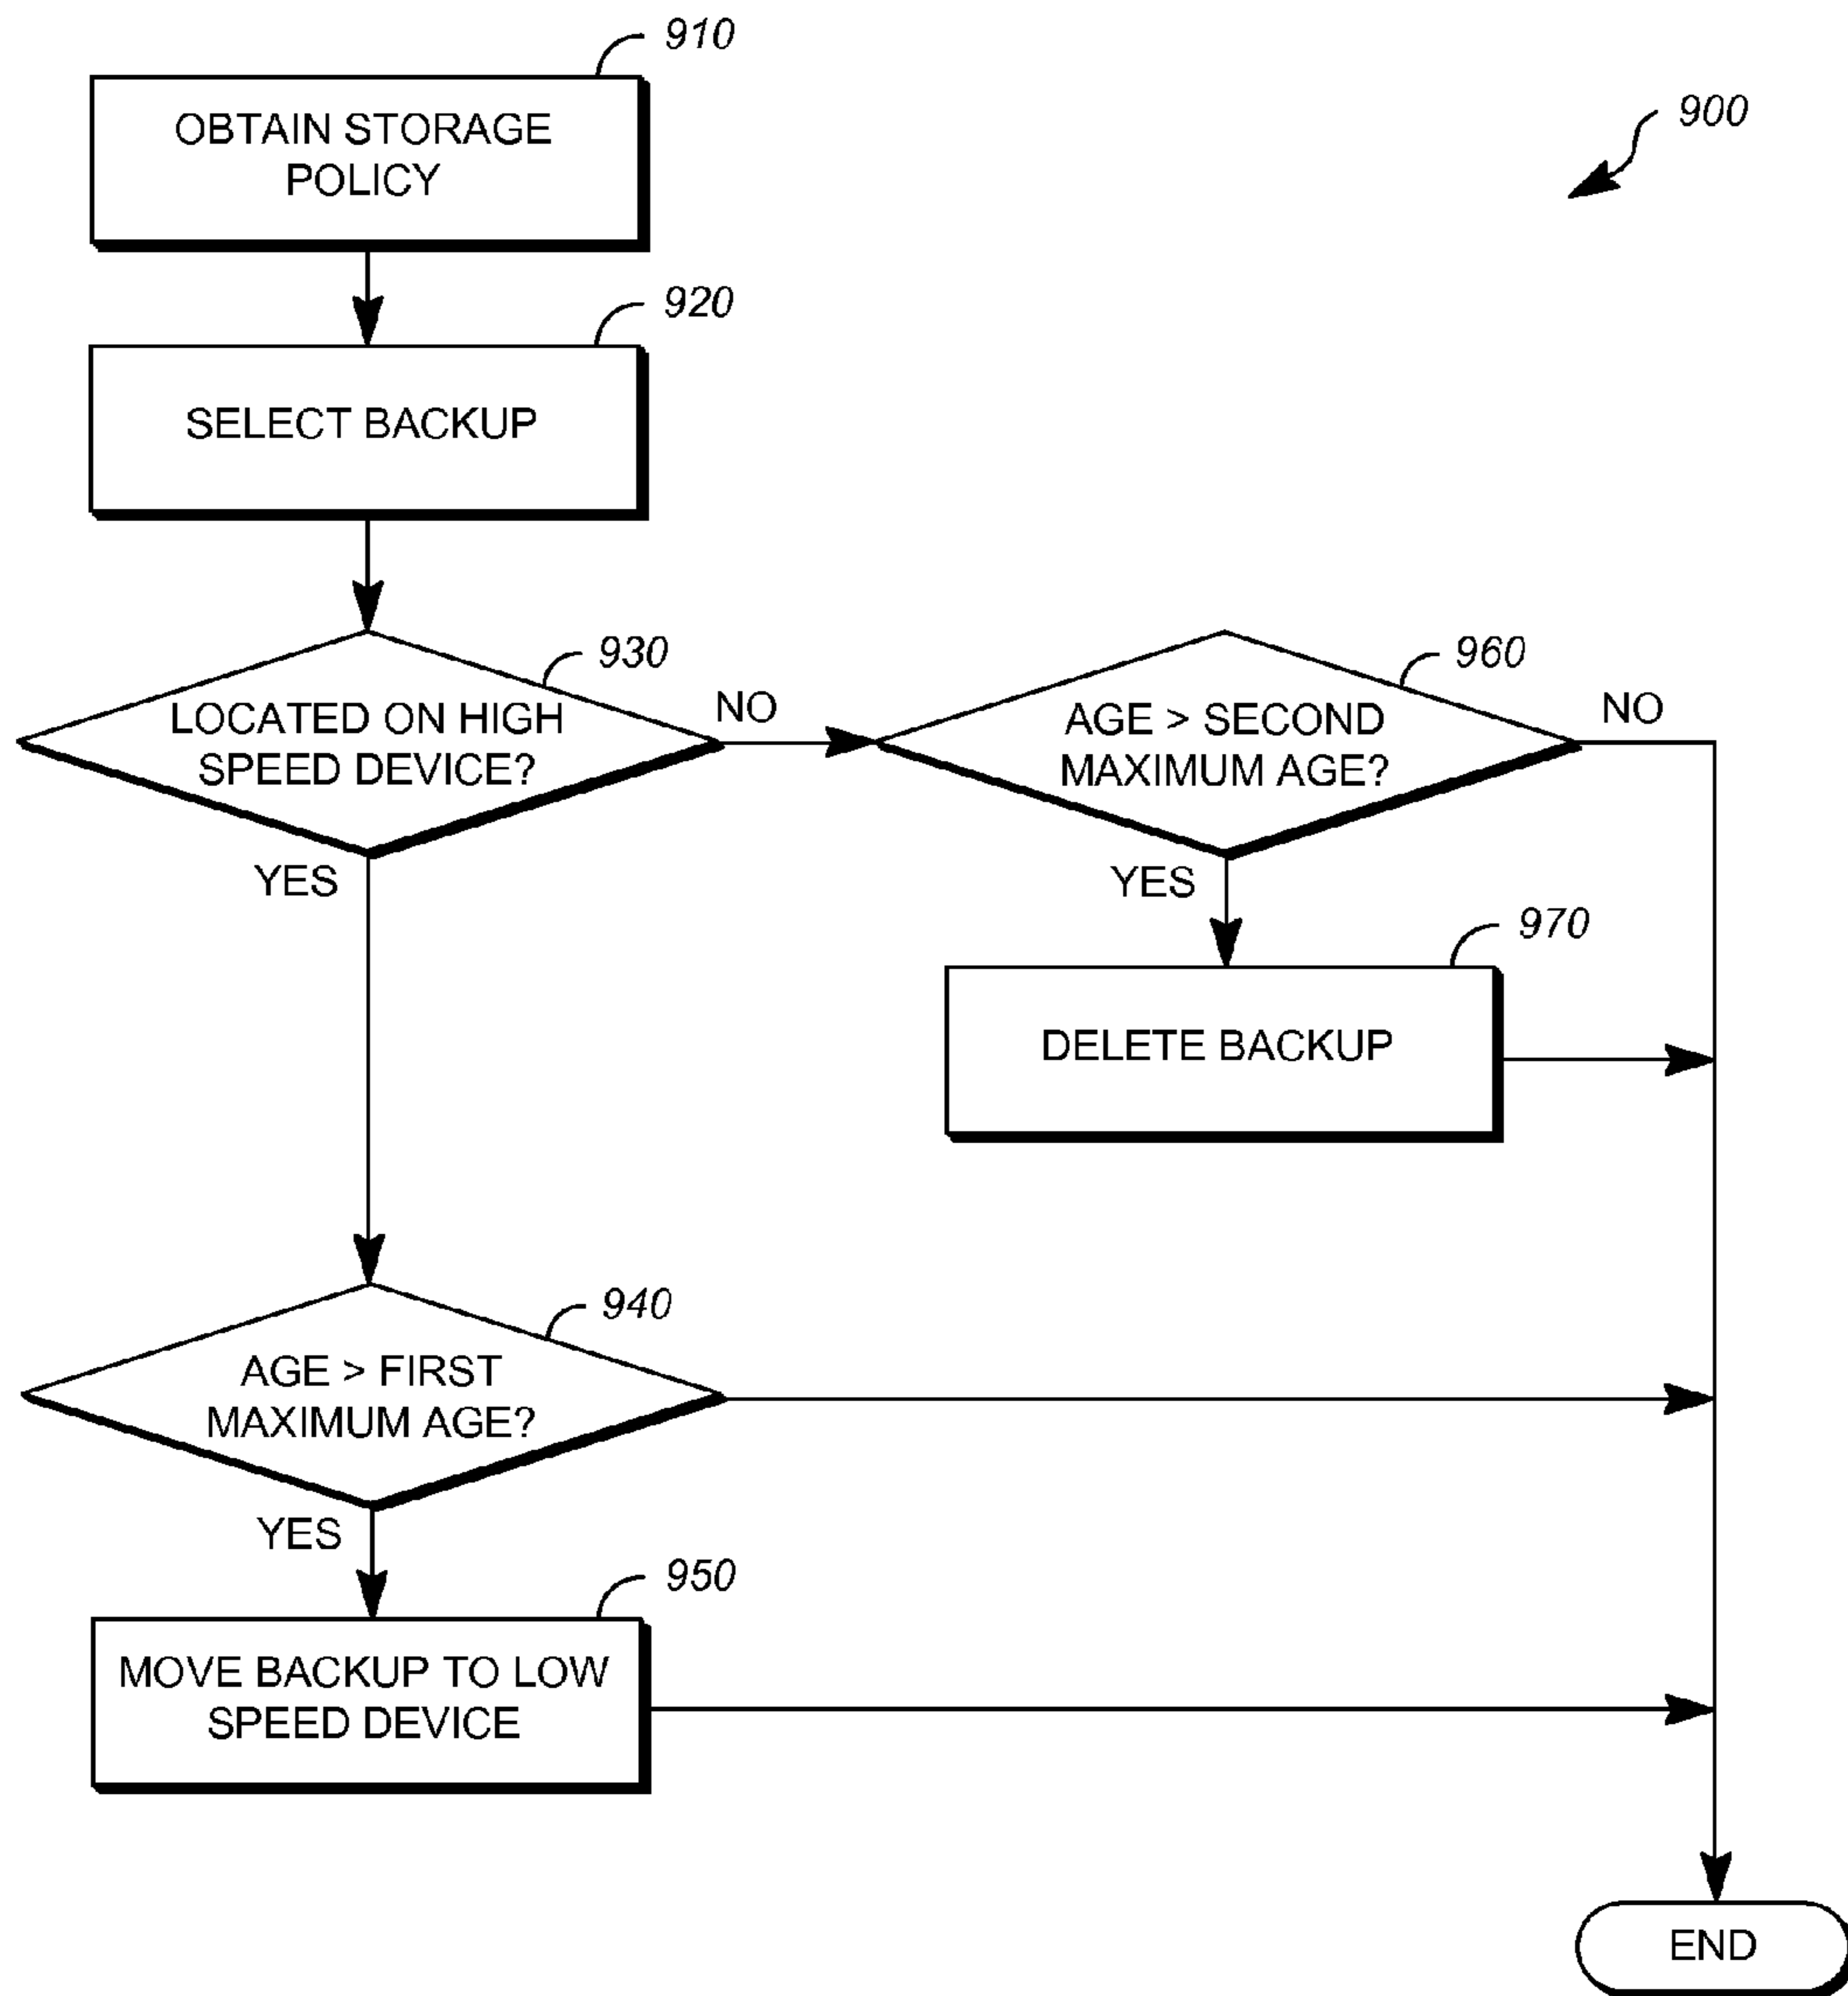 910
OBTAIN STORAGE
POLICY
900
920
SELECT BACKUP
930
LOCATED ON HIGH
SPEED DEVICE?
NO
YES
960
AGE > SECOND
MAXIMUM AGE?
NO
YES
970
DELETE BACKUP
940
AGE > FIRST
MAXIMUM AGE?
YES
950
MOVE BACKUP TO LOW
SPEED DEVICE
END